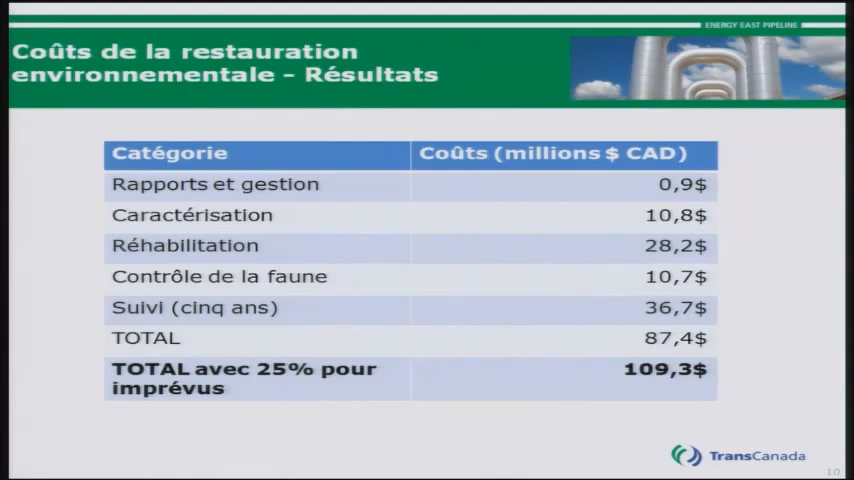 ENERGY EAST PIPELINE
Coûts de la restauration
environnementale – Résultats
Catégorie Coûts (millions $ CAD)
Rapports et gestion 0,9$
Caractérisation 10,8$
Réhabilitation 28,2$
Contrôle de la faune 10,7$
Suivi (cinq ans) 36,7$
TOTAL 87,4$
TOTAL avec 25% pour 109,3$
imprévus
TransCanada
10